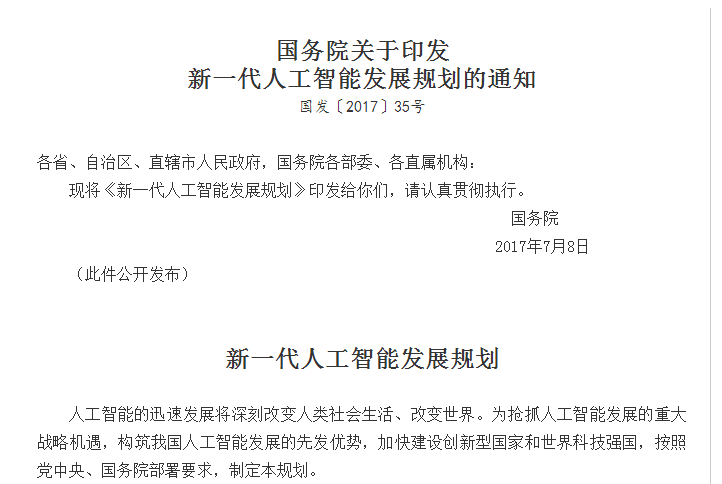 国务院关于印发
新一代人工智能发展规划的通知
国发〔2017〕35号
各省、自治区、直辖市人民政府，国务院各部委、各直属机构：
现将《新一代人工智能发展规划》印发给你们，请认真贯彻执行。
国务院
2017年7月8日
（此件公开发布）
新一代人工智能发展规划
人工智能的迅速发展将深刻改变人类社会生活、改变世界。为抢抓人工智能发展的重大
战略机遇，构筑我国人工智能发展的先发优势，加快建设创新型国家和世界科技强国，按照
党中央、国务院部署要求，制定本规划。